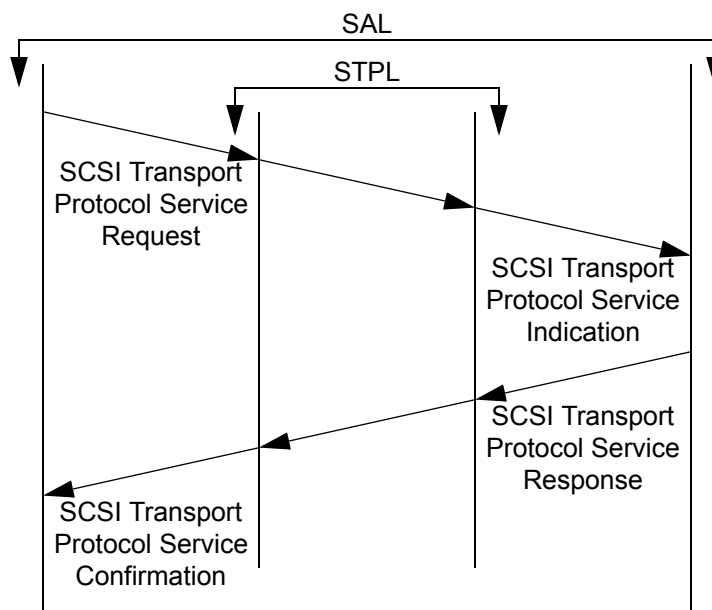 SAL
STPL
SCSI Transport
Protocol Service
Request
SCSI Transport
Protocol Service
Indication
SCSI Transport
Protocol Service
Response
SCSI Transport
Protocol Service
Confirmation